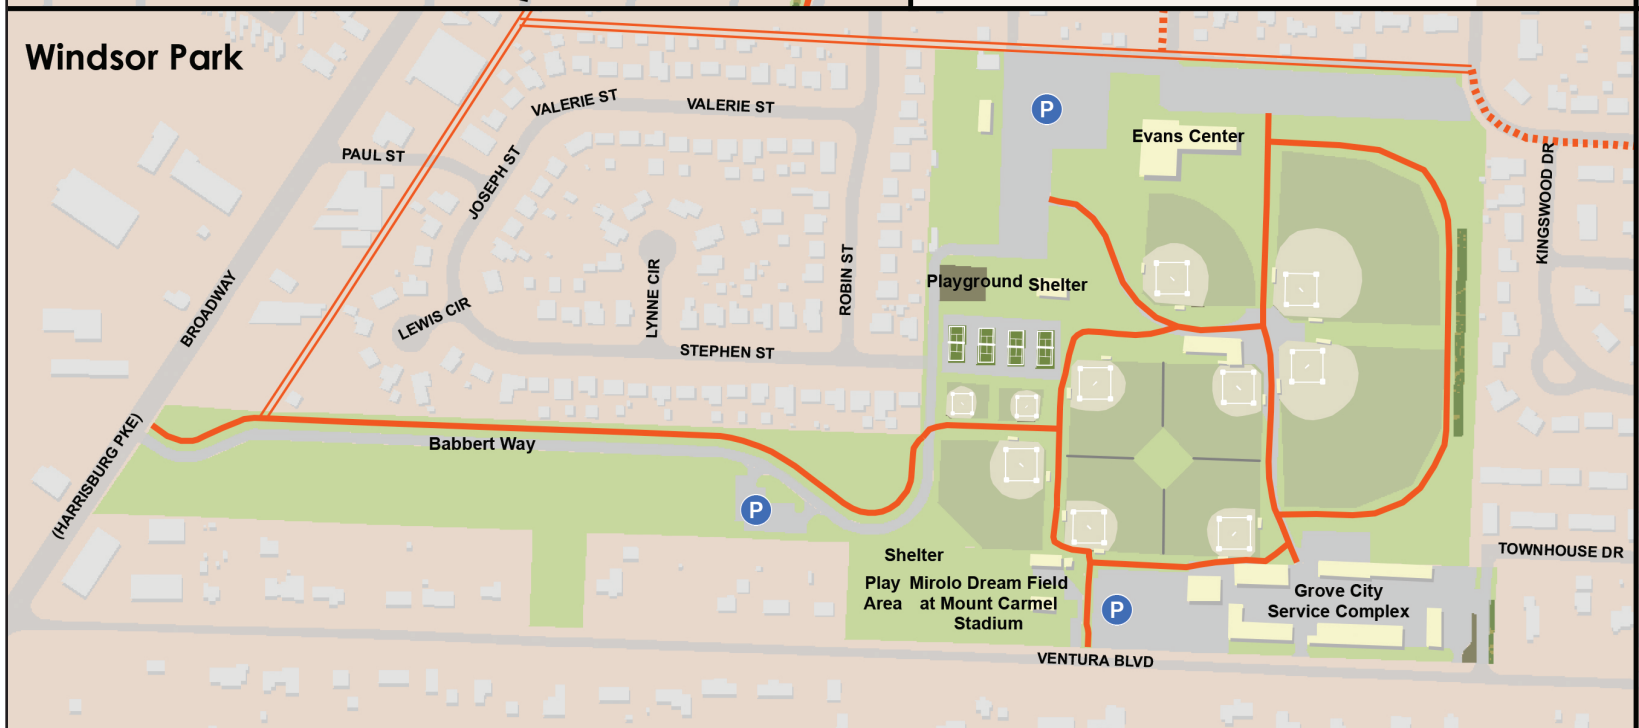 Windsor Park
VALERIE ST
VALERIE ST
P
Evans Center
PAUL ST
JOSEPH ST
KINGSWOOD DR
BROADWAY
LEWIS CIR
LYNNE CIR
ROBIN ST
Playground
Shelter
STEPHEN ST
(HARRISBURG PKE)
Babbert Way
P
Shelter
Play
Area
Mirolo Dream Field
at Mount Carmel
Stadium
P
Grove City
Service Complex
TOWNHOUSE DR
VENTURA BLVD